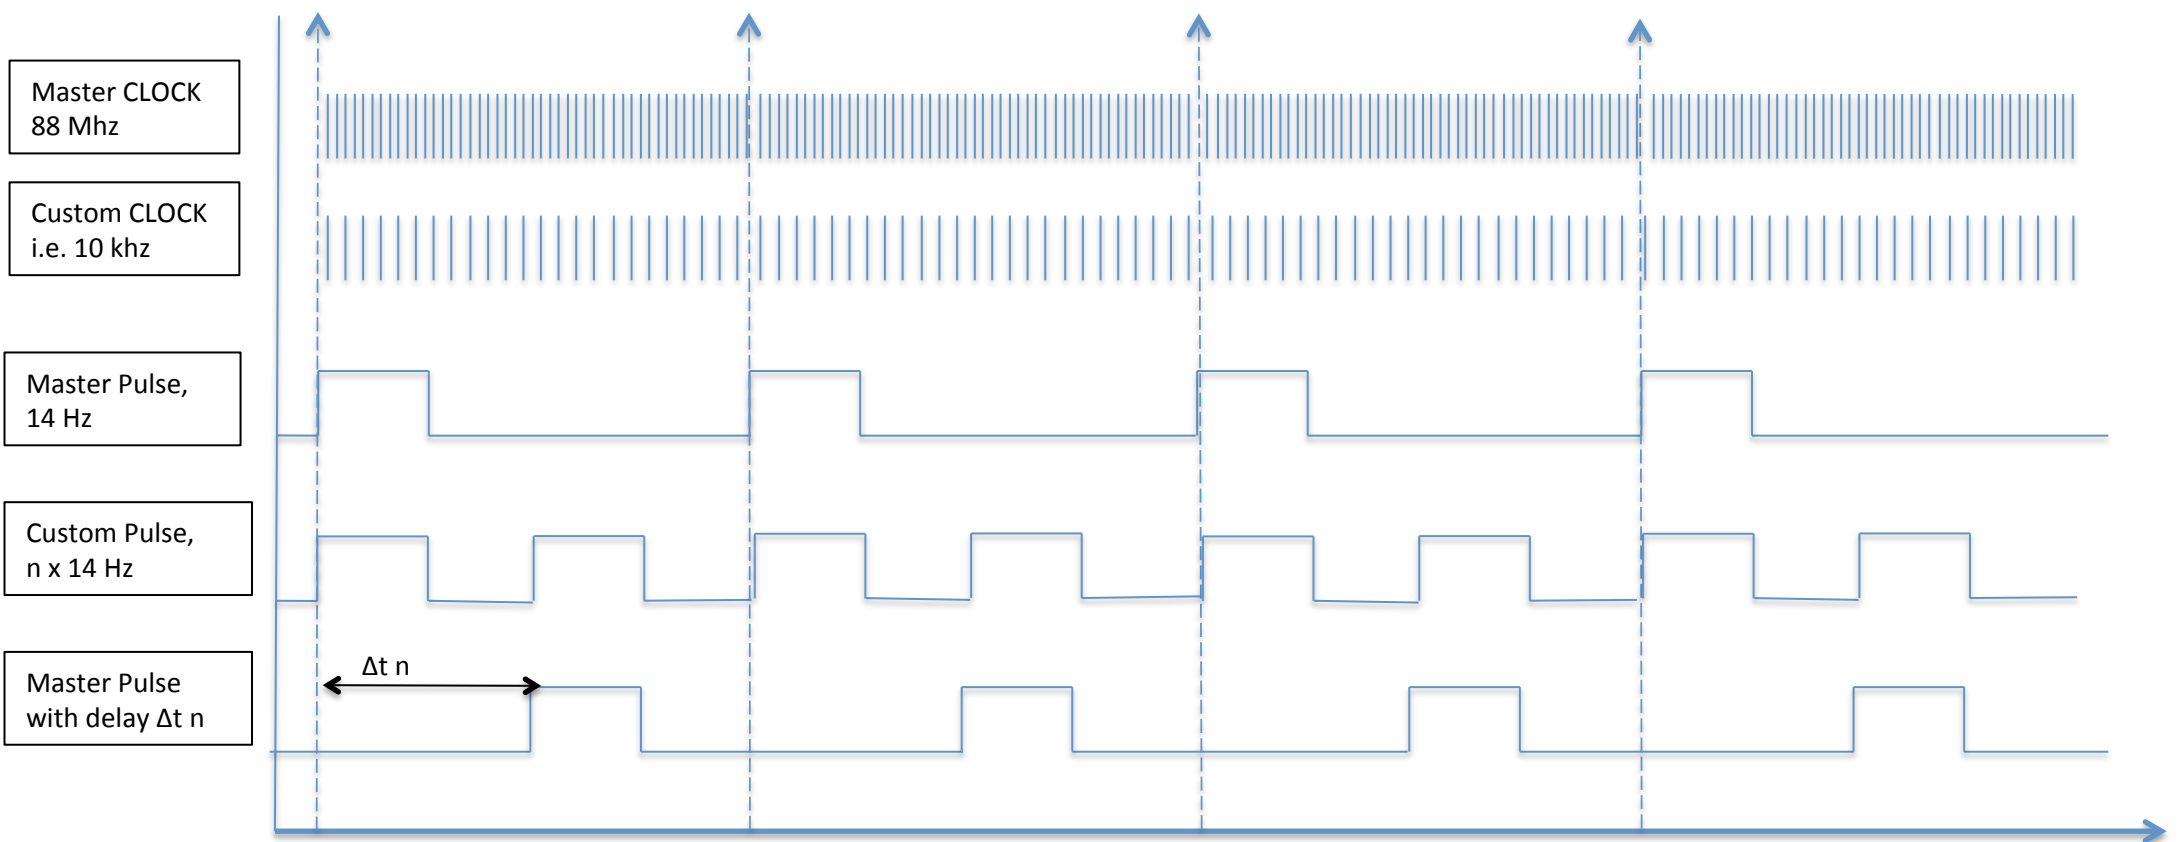 Master CLOCK
88 Mhz
Custom CLOCK
i.e. 10 khz
Master Pulse,
14 Hz
Custom Pulse,
n x 14 Hz
Δt n
Master Pulse
with delay Δt n